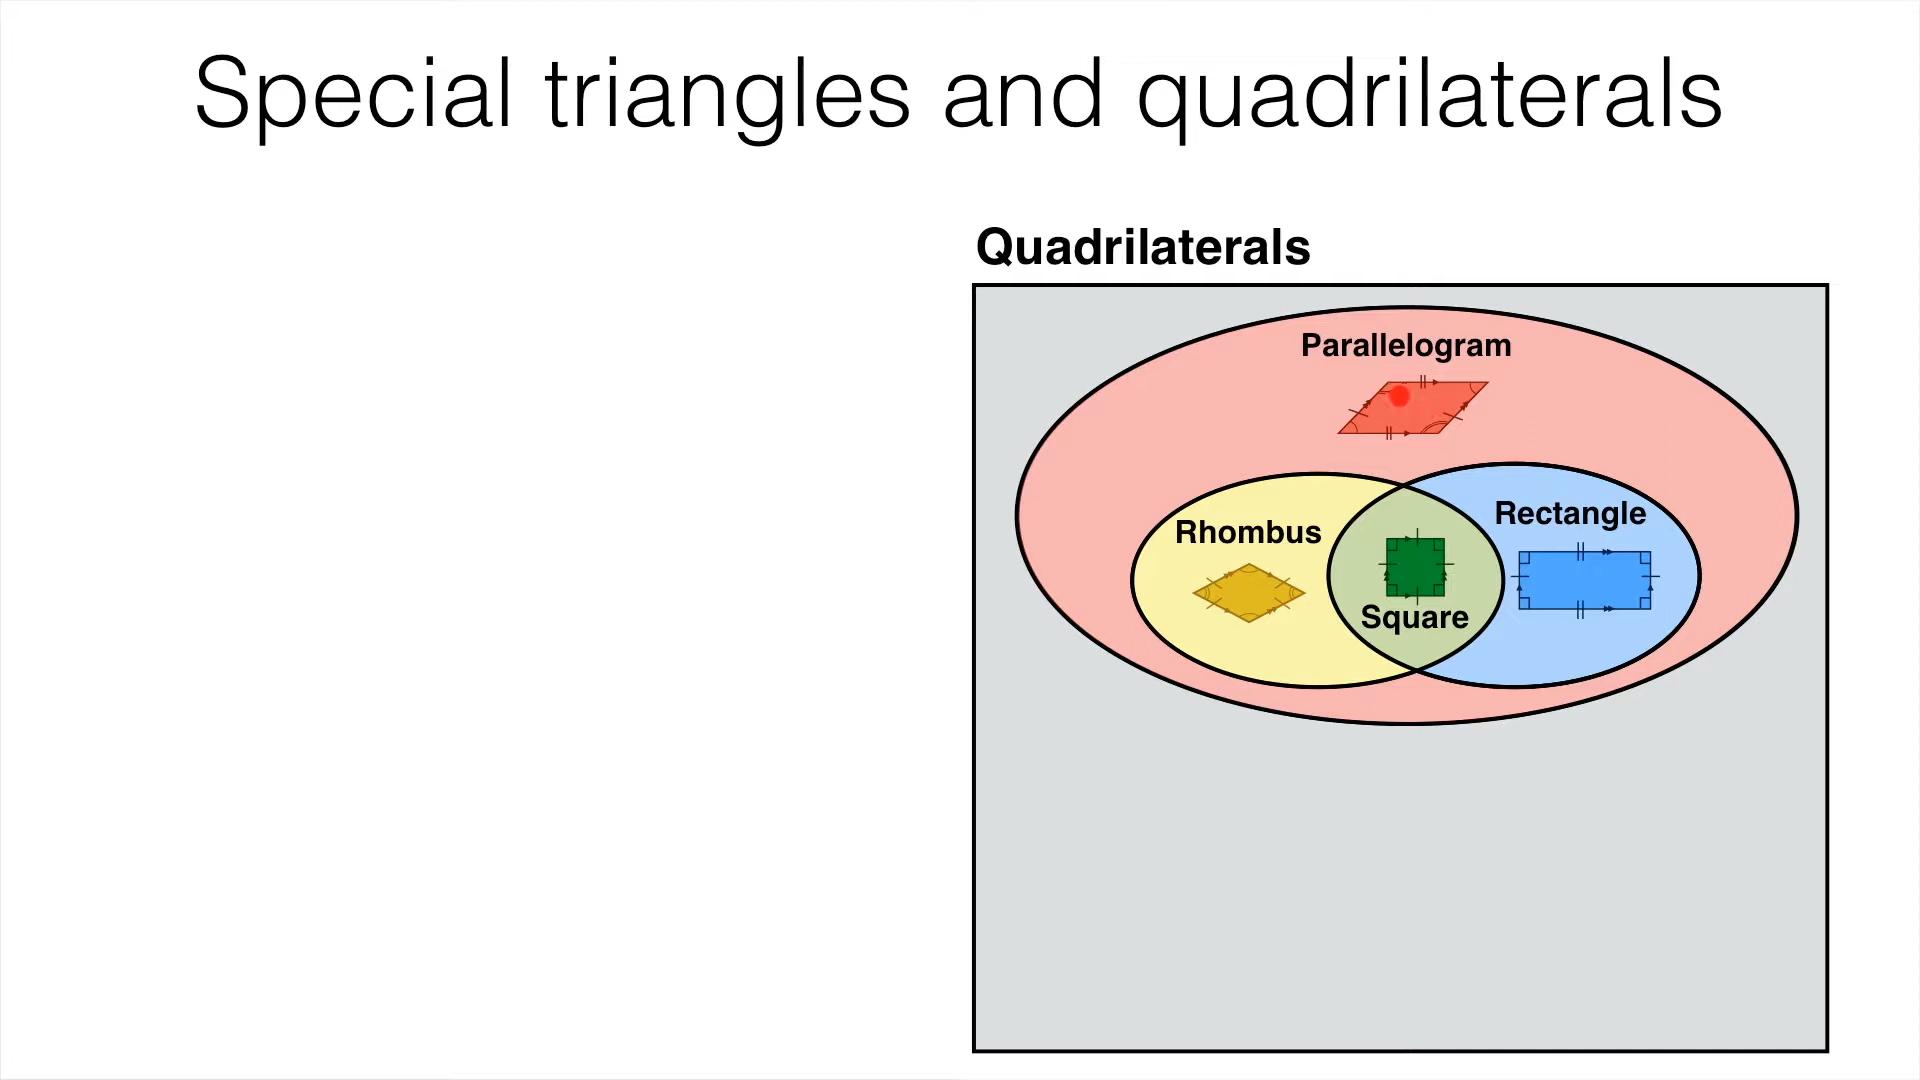 Special triangles and quadrilaterals
Quadrilaterals
Parallelogram
Rhombus
Rectangle
Square